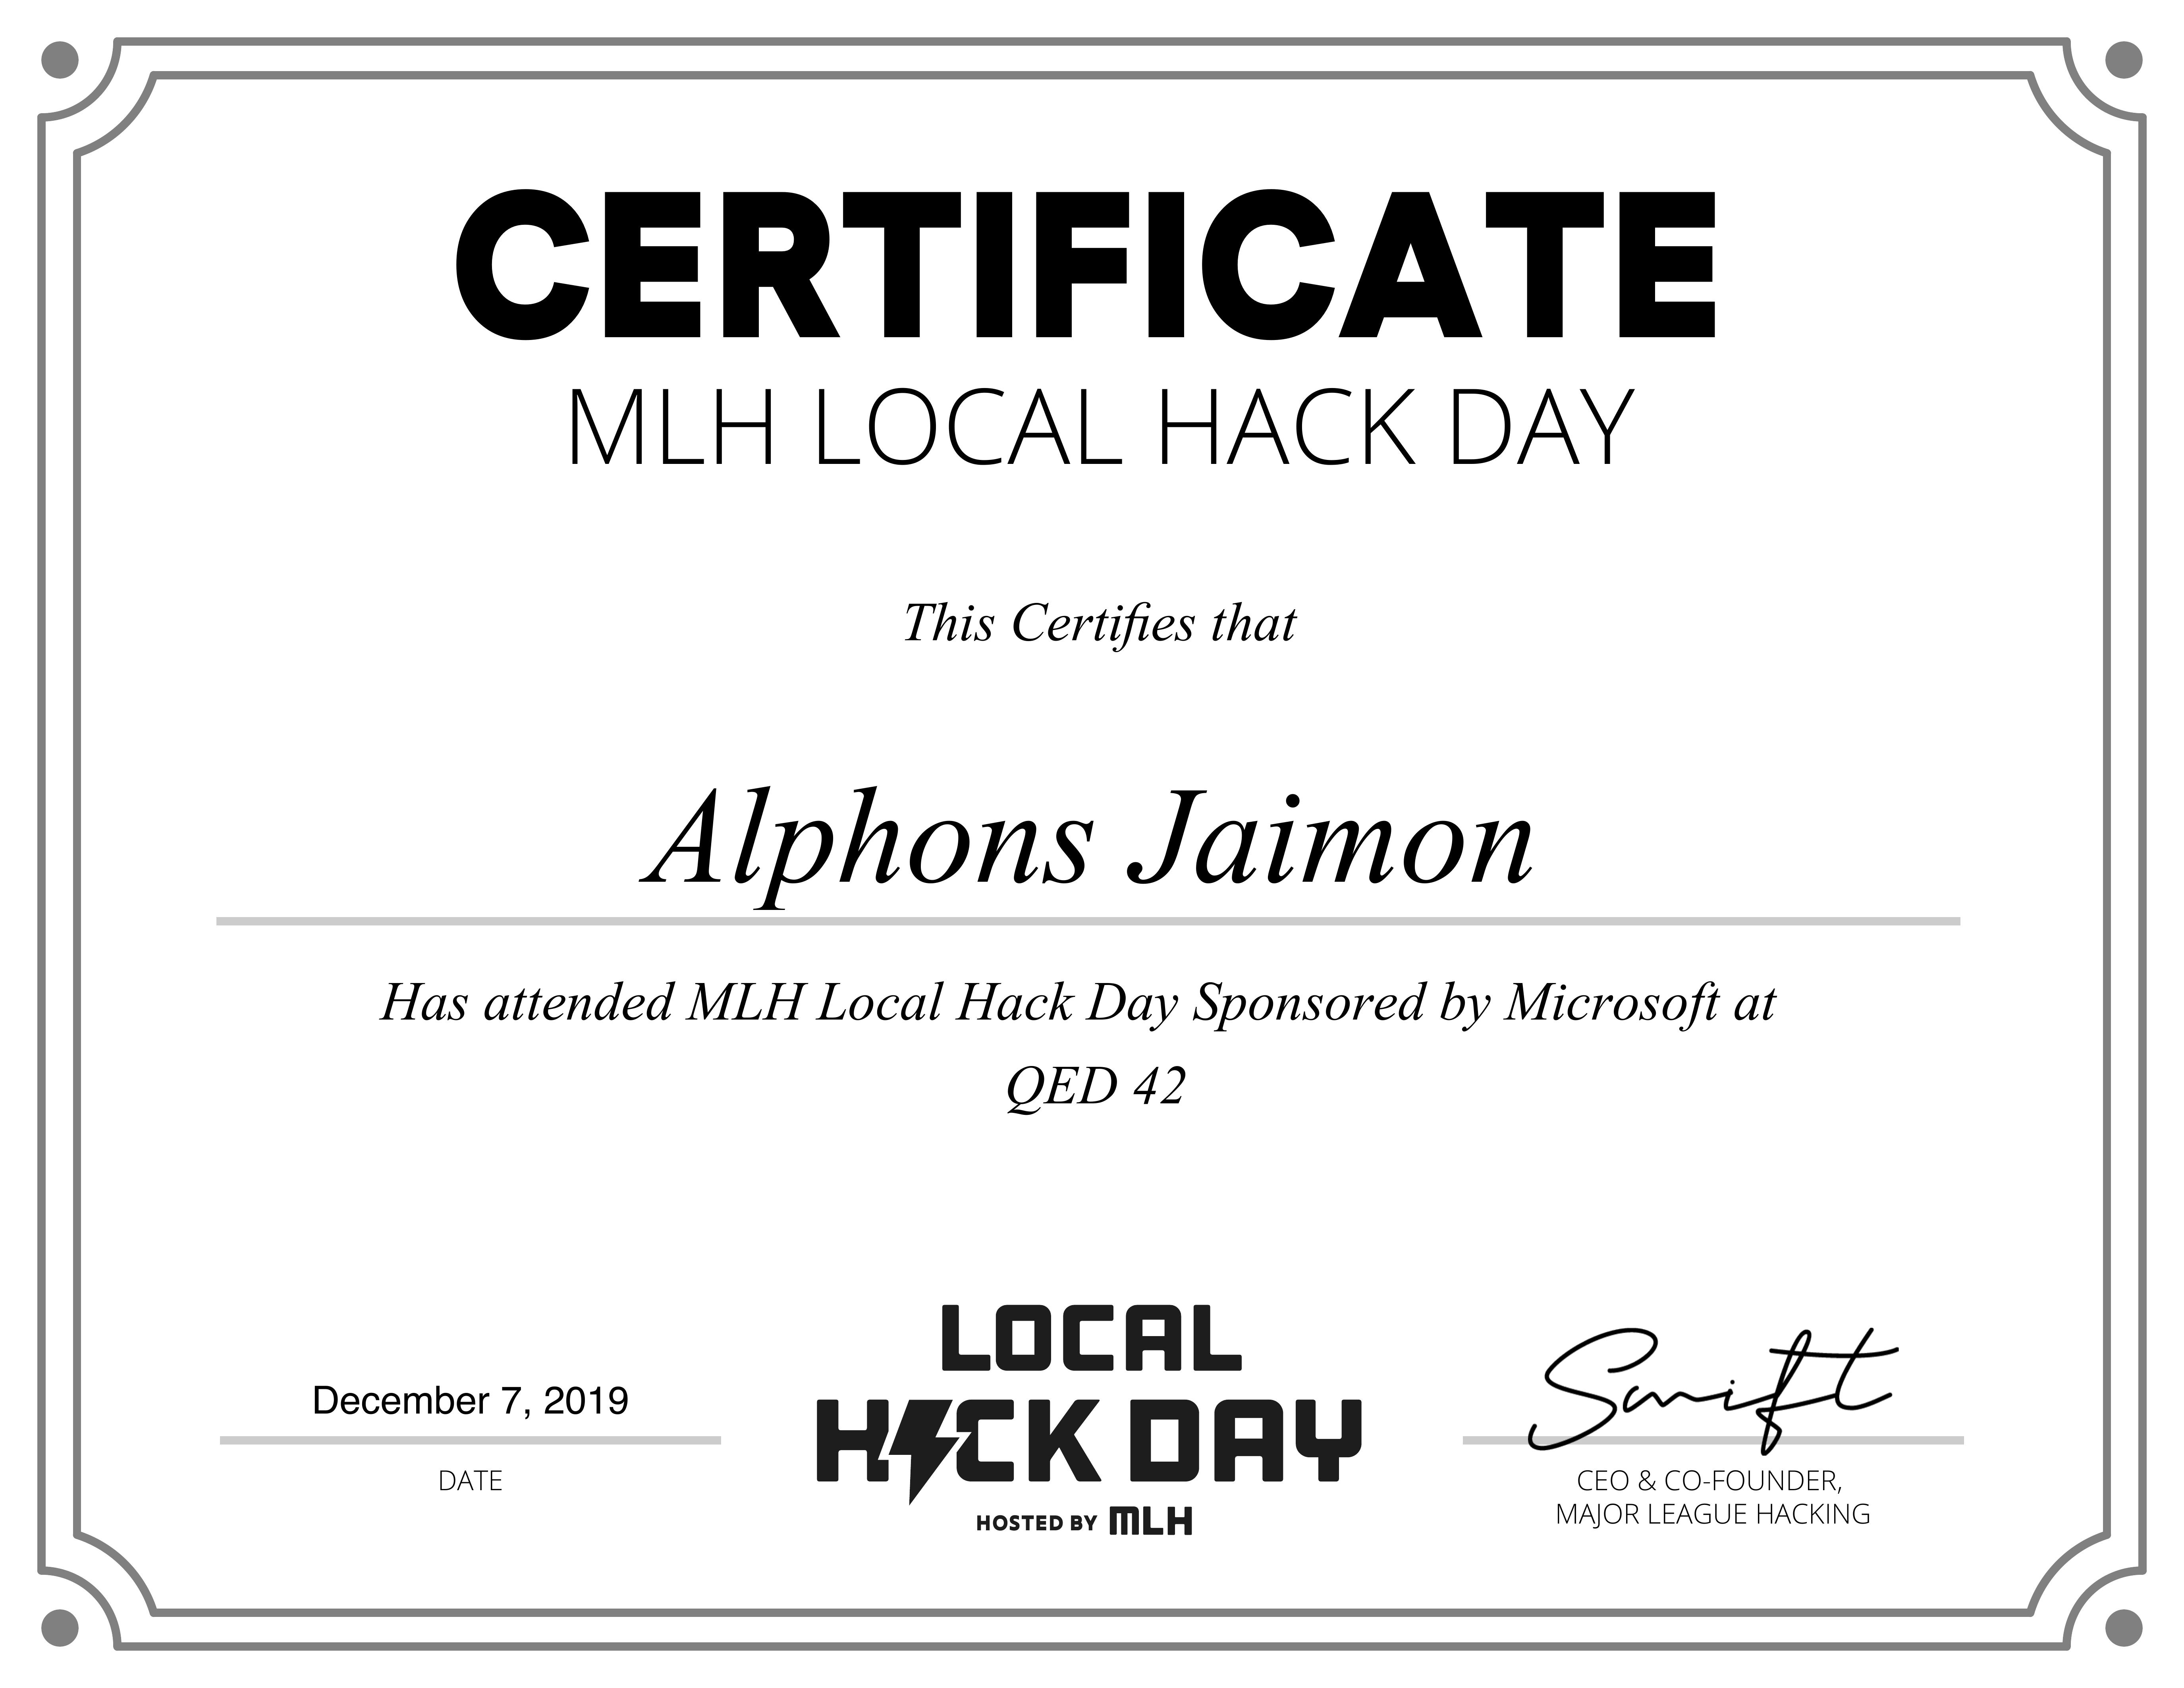 CERTIFICATE
MLH LOCAL HACK DAY
This Certifies that
Alphons Jaimon
Has attended MLH Local Hack Day Sponsored by Microsoft at
QED 42
December 7, 2019
DATE
LOCAL
HACK DAY
HOSTED BY MLH
Swift
CEO & CO-FOUNDER,
MAJOR LEAGUE HACKING